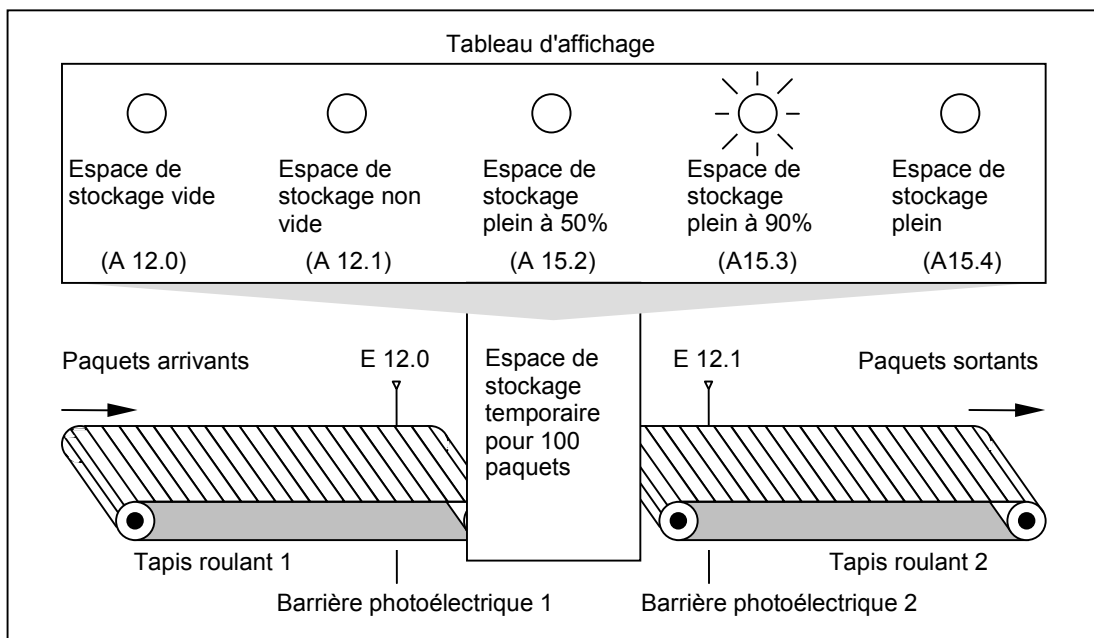 Tableau d'affichage
Espace de
stockage vide
(A 12.0)
Espace de
stockage non
vide
(A 12.1)
Espace de
stockage
plein à 50%
(A 15.2)
Espace de
stockage
plein à 90%
(A15.3)
Espace de
stockage
plein
(A15.4)
Paquets arrivants
E 12.0
Espace de
stockage
temporaire
pour 100
paquets
E 12.1
Paquets sortants
Tapis roulant 1
Tapis roulant 2
Barrière photoélectrique 1
Barrière photoélectrique 2